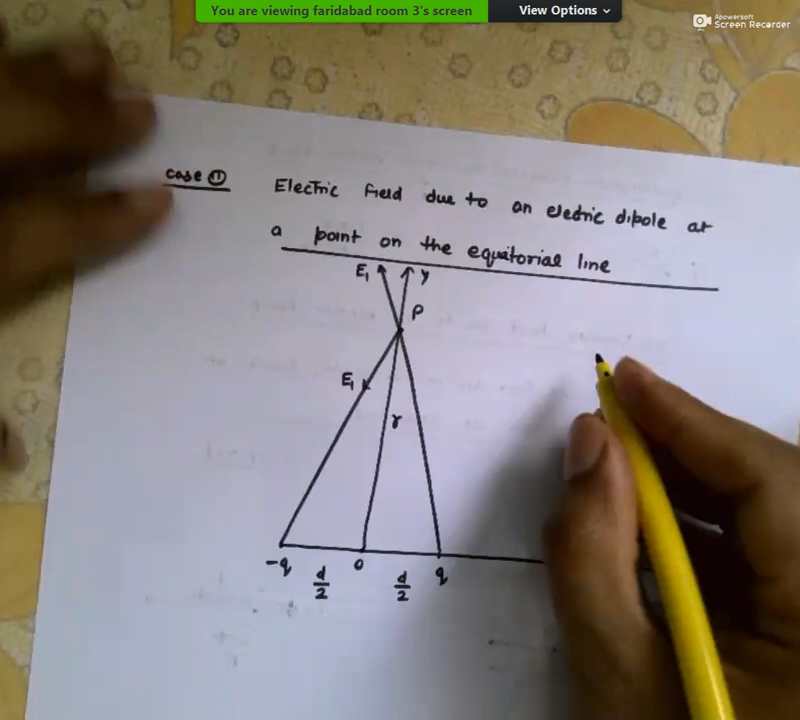 You are viewing faridabad room 3's screen
View Options
Apowersoft
Screen Recorder
case ②
Electric field due to an electric dipole at
a point on the equitorial line
E₁
y
P
E₁
r
-q
d/2
o
d/2
q